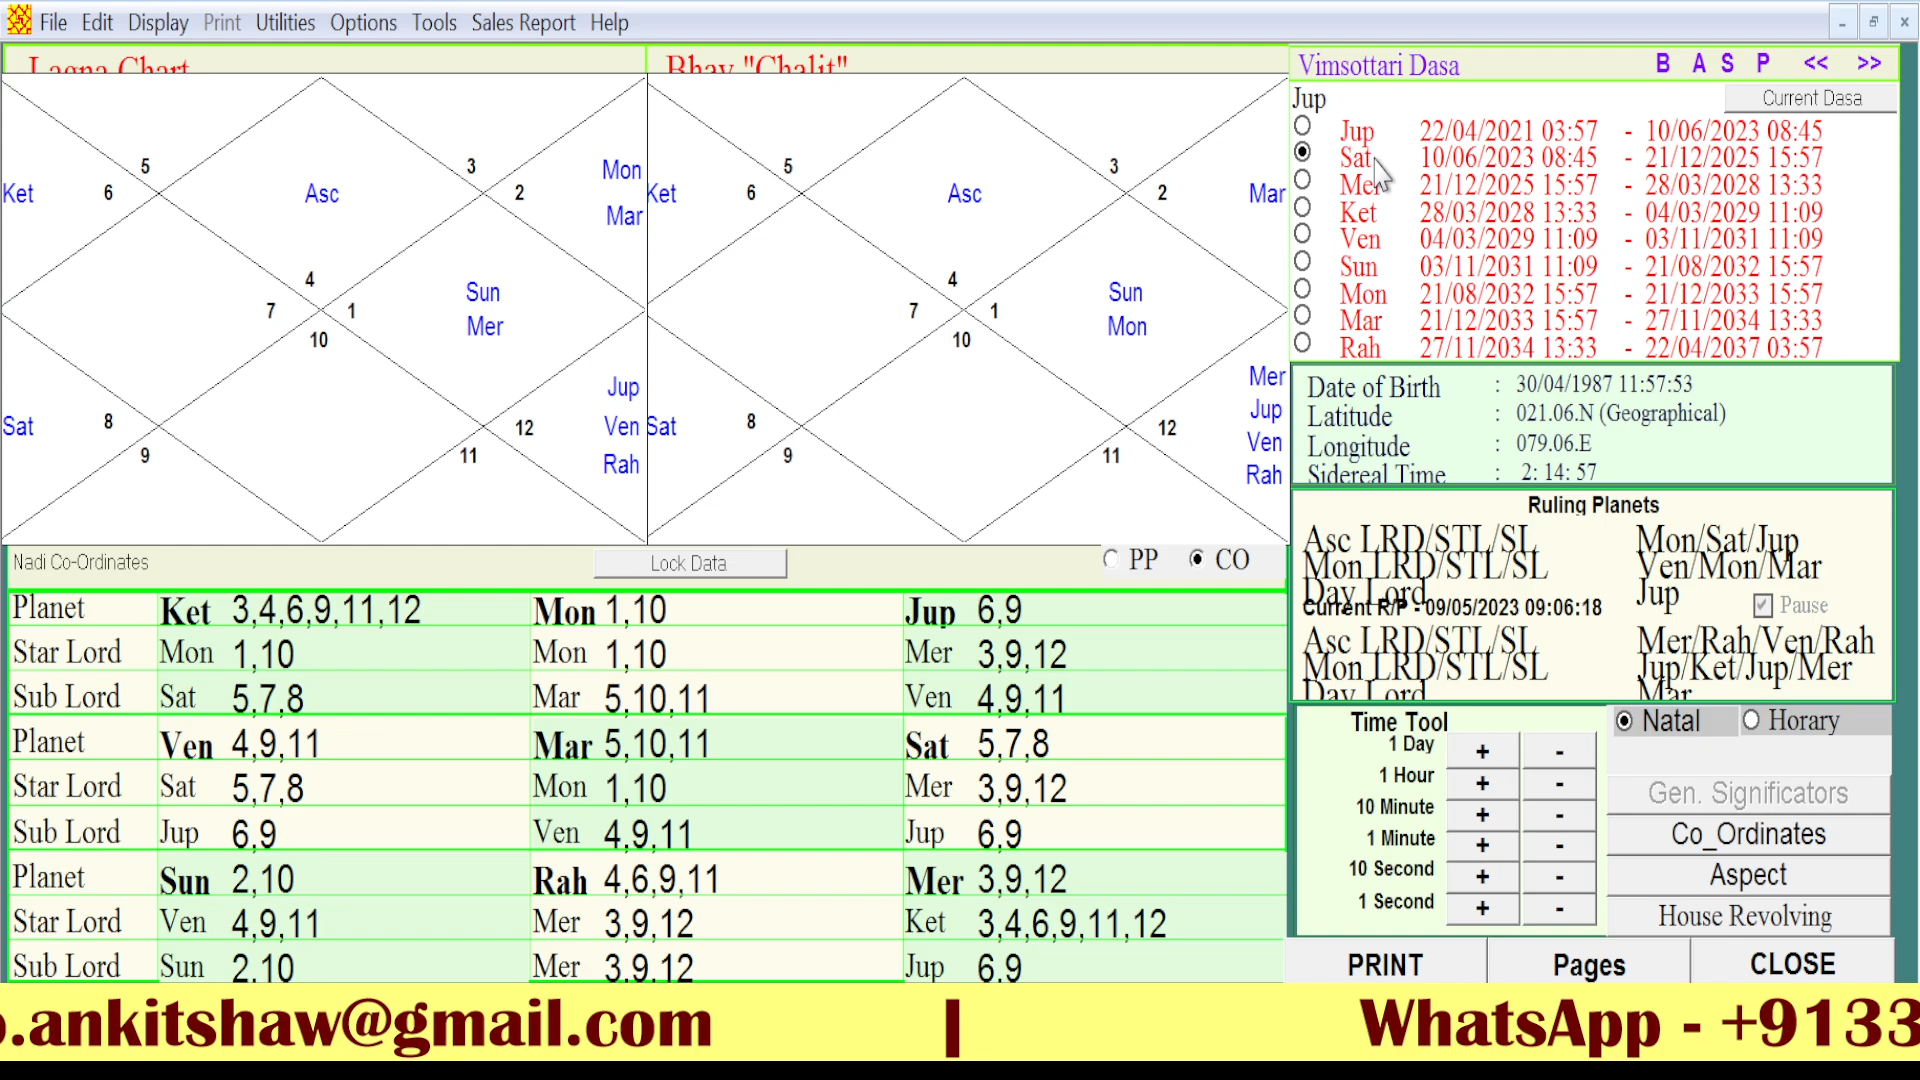 File Edit Display Print Utilities Options Tools Sales Report Help
Lagna Chart
Bhav "Chalit"
5 3 Mon
Ket 6 Asc 2
Mar
4 Sun
7 1
Mer
10
Jup
Sat 8 12 Ven
9 11 Rah
5 3
Ket 6 Asc 2 Mar
4 Sun
7 1
Mon
10
Mer
Jup
Sat 8 12 Ven
9 11 Rah
Vimsottari Dasa B A S P << >>
Jup Current Dasa
Jup 22/04/2021 03:57 - 10/06/2023 08:45
Sat 10/06/2023 08:45 - 21/12/2025 15:57
Mer 21/12/2025 15:57 - 28/03/2028 13:33
Ket 28/03/2028 13:33 - 04/03/2029 11:09
Ven 04/03/2029 11:09 - 03/11/2031 11:09
Sun 03/11/2031 11:09 - 21/08/2032 15:57
Mon 21/08/2032 15:57 - 21/12/2033 15:57
Mar 21/12/2033 15:57 - 27/11/2034 13:33
Rah 27/11/2034 13:33 - 22/04/2037 03:57
Date of Birth : 30/04/1987 11:57:53
Latitude : 021.06.N (Geographical)
Longitude : 079.06.E
Sidereal Time : 2: 14: 57
Ruling Planets
Asc LRD/STL/SL Mon/Sat/Jup
Mon LRD/STL/SL Ven/Mon/Mar
Day Lord Jup
Current R/P - 09/05/2023 09:06:18 Pause
Asc LRD/STL/SL Mer/Rah/Ven/Rah
Mon LRD/STL/SL Jup/Ket/Jup/Mer
Day Lord Mar
Nadi Co-Ordinates Lock Data PP CO
Planet Ket 3,4,6,9,11,12 Mon 1,10 Jup 6,9
Star Lord Mon 1,10 Mon 1,10 Mer 3,9,12
Sub Lord Sat 5,7,8 Mar 5,10,11 Ven 4,9,11
Planet Ven 4,9,11 Mar 5,10,11 Sat 5,7,8
Star Lord Sat 5,7,8 Mon 1,10 Mer 3,9,12
Sub Lord Jup 6,9 Ven 4,9,11 Jup 6,9
Planet Sun 2,10 Rah 4,6,9,11 Mer 3,9,12
Star Lord Ven 4,9,11 Mer 3,9,12 Ket 3,4,6,9,11,12
Sub Lord Sun 2,10 Mer 3,9,12 Jup 6,9
Time Tool
1 Day + -
1 Hour + -
10 Minute + -
1 Minute + -
10 Second + -
1 Second + -
Natal Horary
Gen. Significators
Co_Ordinates
Aspect
House Revolving
PRINT Pages CLOSE
.ankitshaw@gmail.com | WhatsApp - +9133